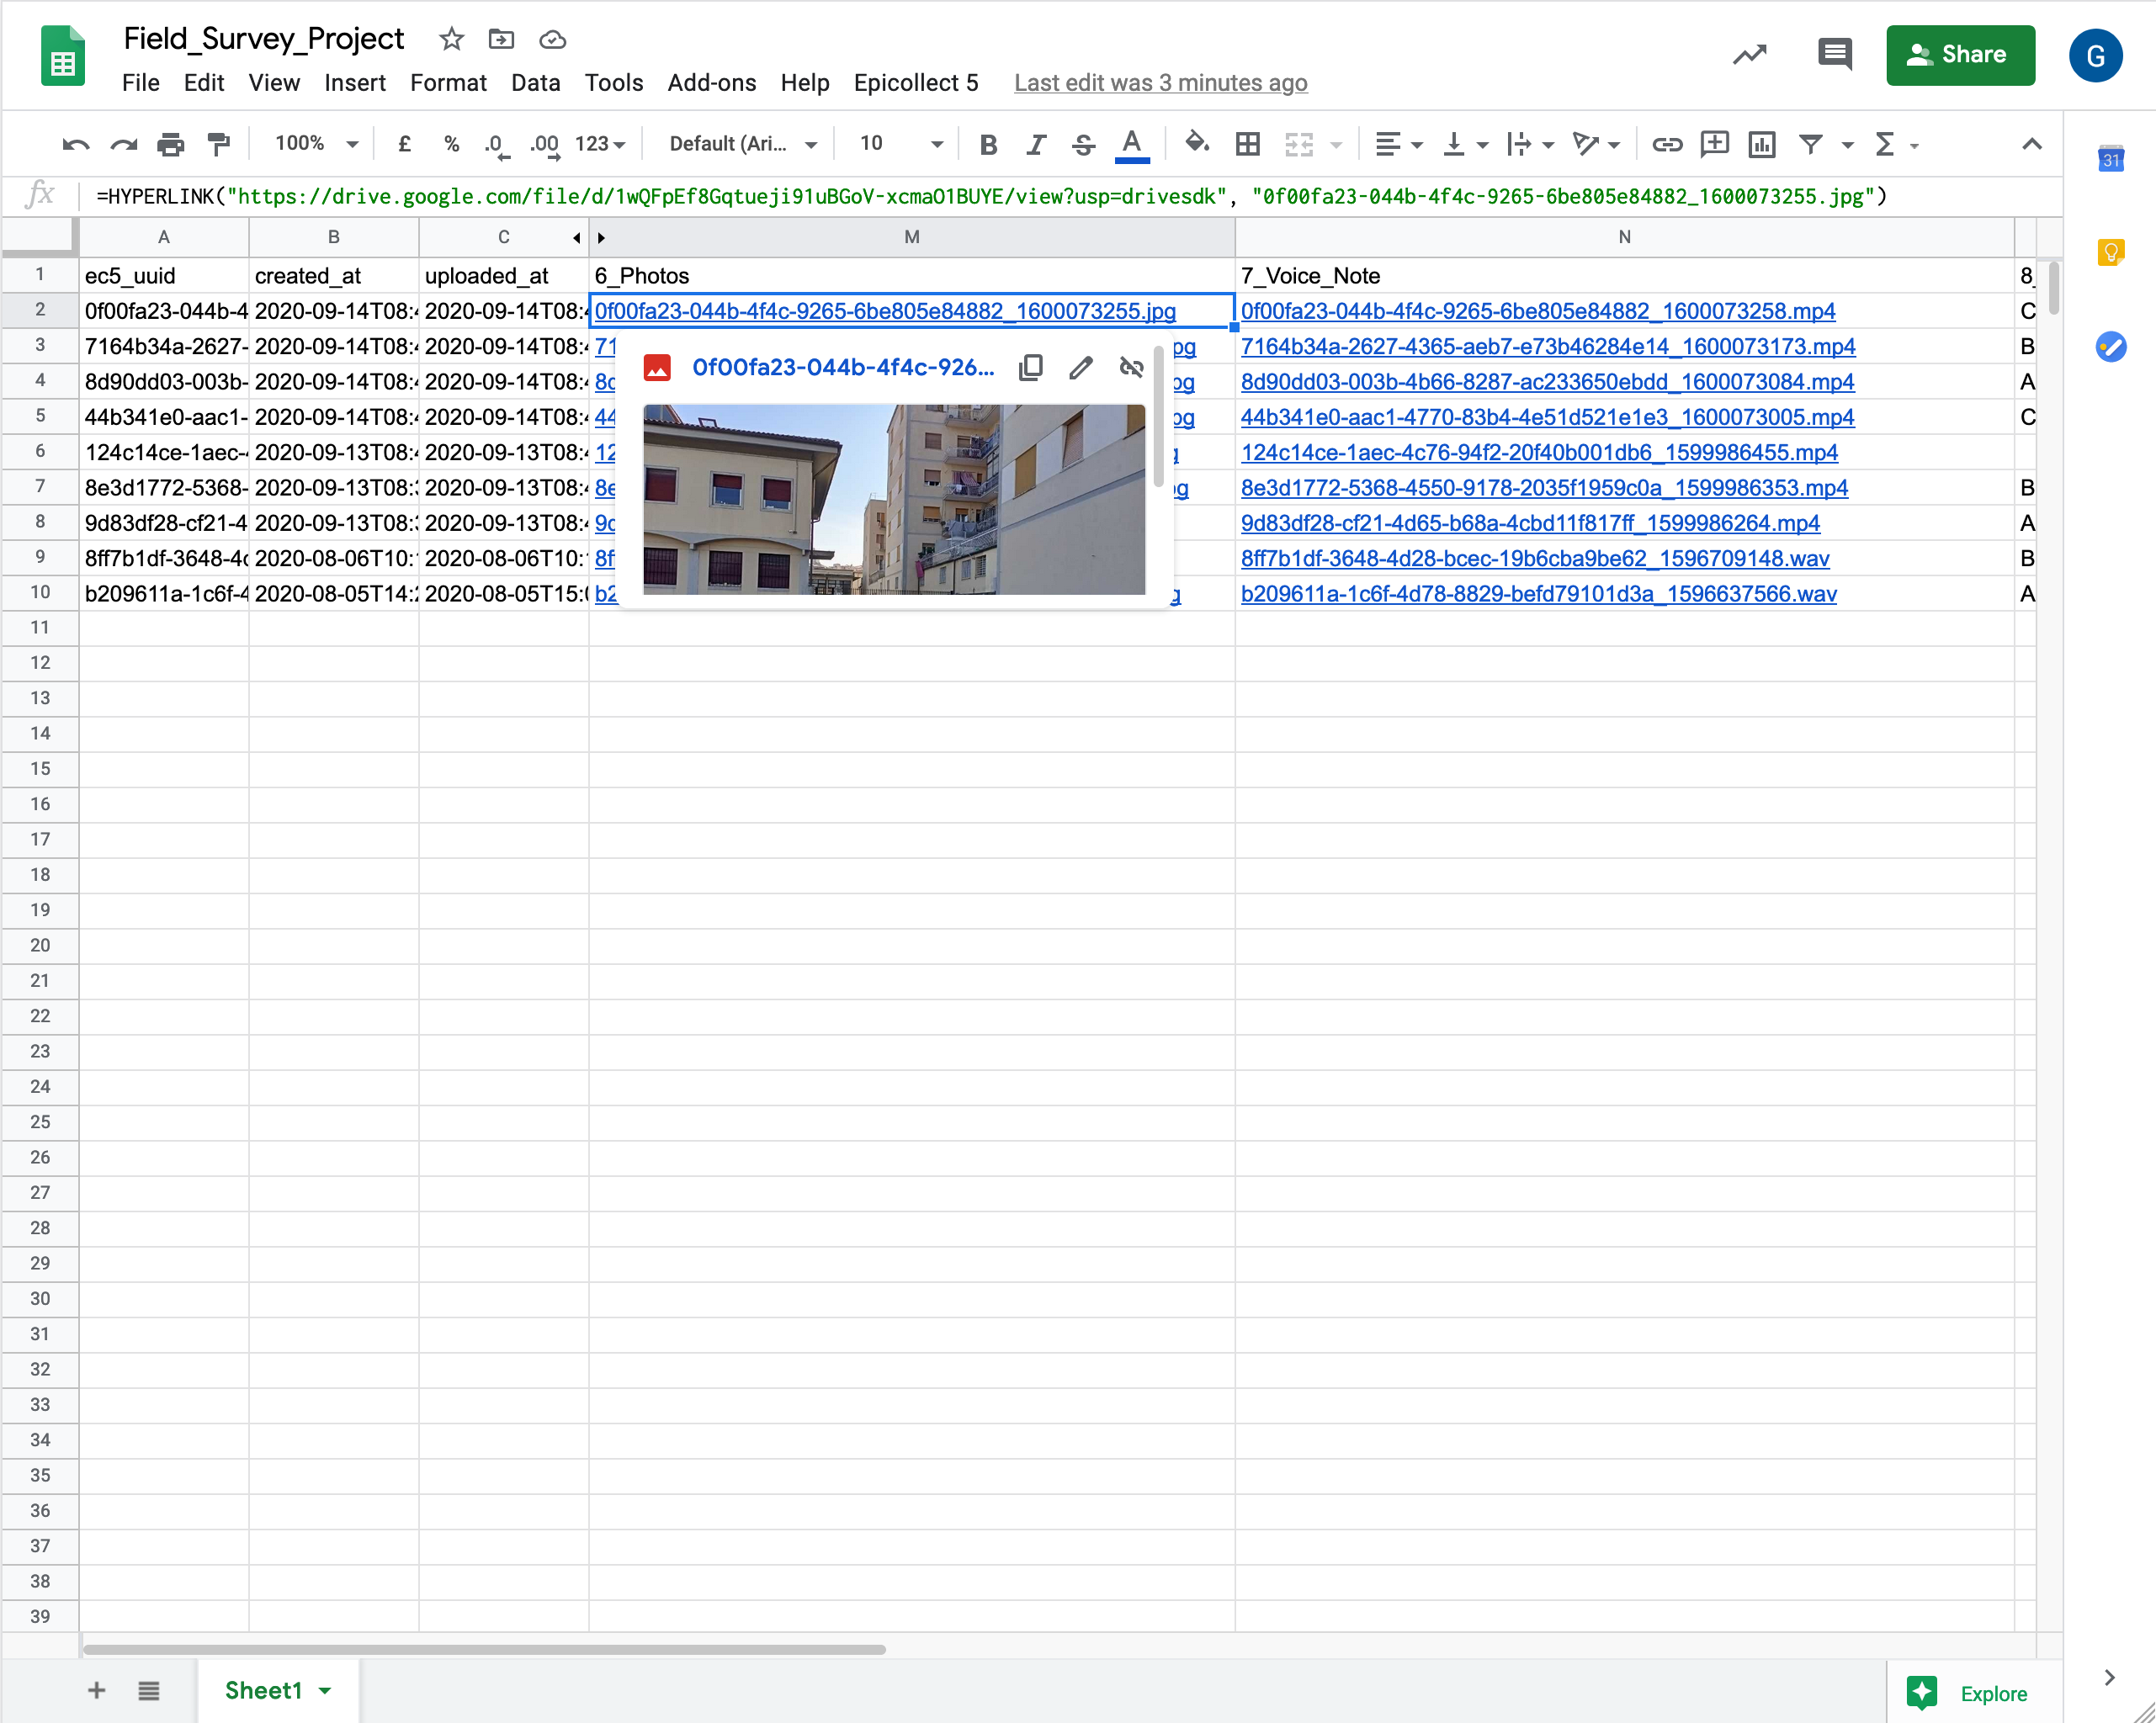 Field_Survey_Project
File Edit View Insert Format Data Tools Add-ons Help Epicollect 5 Last edit was 3 minutes ago
Share
G
100% £ % .0 .00 123 Default (Ari... 10 B I S A Σ
31
fx =HYPERLINK("https://drive.google.com/file/d/1wQFpEf8Gqtueji91uBGoV-xcmaO1BUYE/view?usp=drivesdk", "0f00fa23-044b-4f4c-9265-6be805e84882_1600073255.jpg")
A B C M N
1 ec5_uuid created_at uploaded_at 6_Photos 7_Voice_Note 8_
2 0f00fa23-044b-4 2020-09-14T08:4 2020-09-14T08:4 0f00fa23-044b-4f4c-9265-6be805e84882_1600073255.jpg 0f00fa23-044b-4f4c-9265-6be805e84882_1600073258.mp4 C
3 7164b34a-2627- 2020-09-14T08:4 2020-09-14T08:4 71 pg 7164b34a-2627-4365-aeb7-e73b46284e14_1600073173.mp4 B
0f00fa23-044b-4f4c-926...
4 8d90dd03-003b- 2020-09-14T08:4 2020-09-14T08:4 8d pg 8d90dd03-003b-4b66-8287-ac233650ebdd_1600073084.mp4 A
5 44b341e0-aac1- 2020-09-14T08:4 2020-09-14T08:4 44 pg 44b341e0-aac1-4770-83b4-4e51d521e1e3_1600073005.mp4 C
6 124c14ce-1aec- 2020-09-13T08:4 2020-09-13T08:4 12 g 124c14ce-1aec-4c76-94f2-20f40b001db6_1599986455.mp4
7 8e3d1772-5368- 2020-09-13T08:3 2020-09-13T08:4 8e pg 8e3d1772-5368-4550-9178-2035f1959c0a_1599986353.mp4 B
8 9d83df28-cf21-4 2020-09-13T08:3 2020-09-13T08:4 9d 9d83df28-cf21-4d65-b68a-4cbd11f817ff_1599986264.mp4 A
9 8ff7b1df-3648-4d 2020-08-06T10:1 2020-08-06T10:1 8f 8ff7b1df-3648-4d28-bcec-19b6cba9be62_1596709148.wav B
10 b209611a-1c6f-4 2020-08-05T14:2 2020-08-05T15:0 b2 g b209611a-1c6f-4d78-8829-befd79101d3a_1596637566.wav A
11
12
13
14
15
16
17
18
19
20
21
22
23
24
25
26
27
28
29
30
31
32
33
34
35
36
37
38
39
Sheet1
Explore